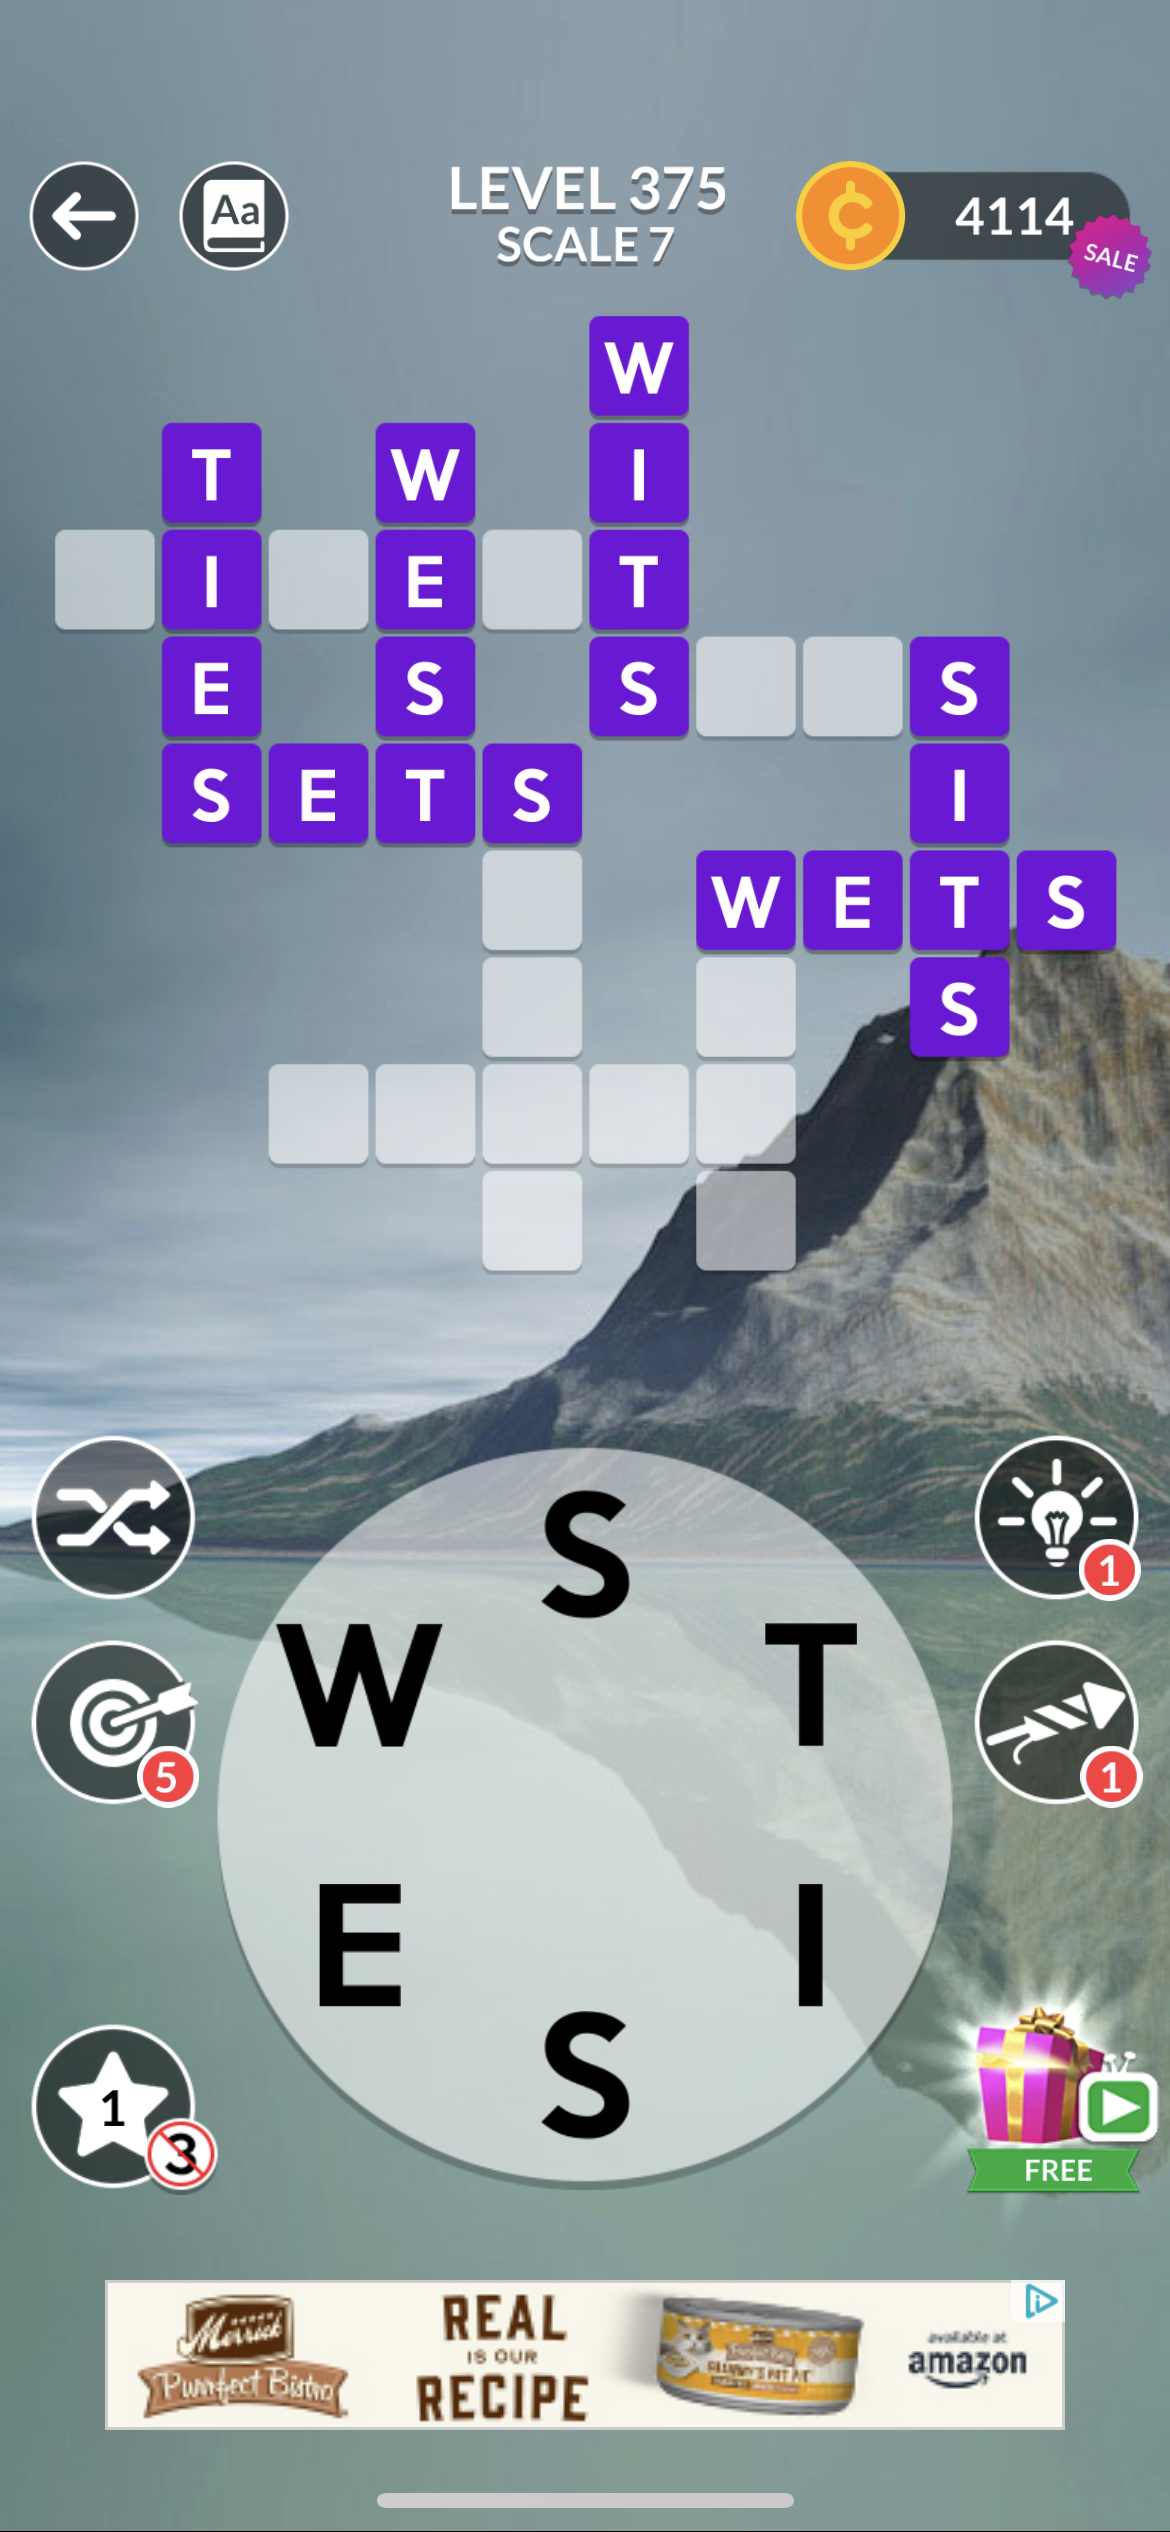 LEVEL 375
SCALE 7
Aa
4114
SALE
W
T W I
I E T
E S S S
S E T S I
W E T S
S
S
W T
E I
S
1
5
1
1
3
FREE
Merrick
Purrfect Bistro
REAL
IS OUR
RECIPE
available at
amazon